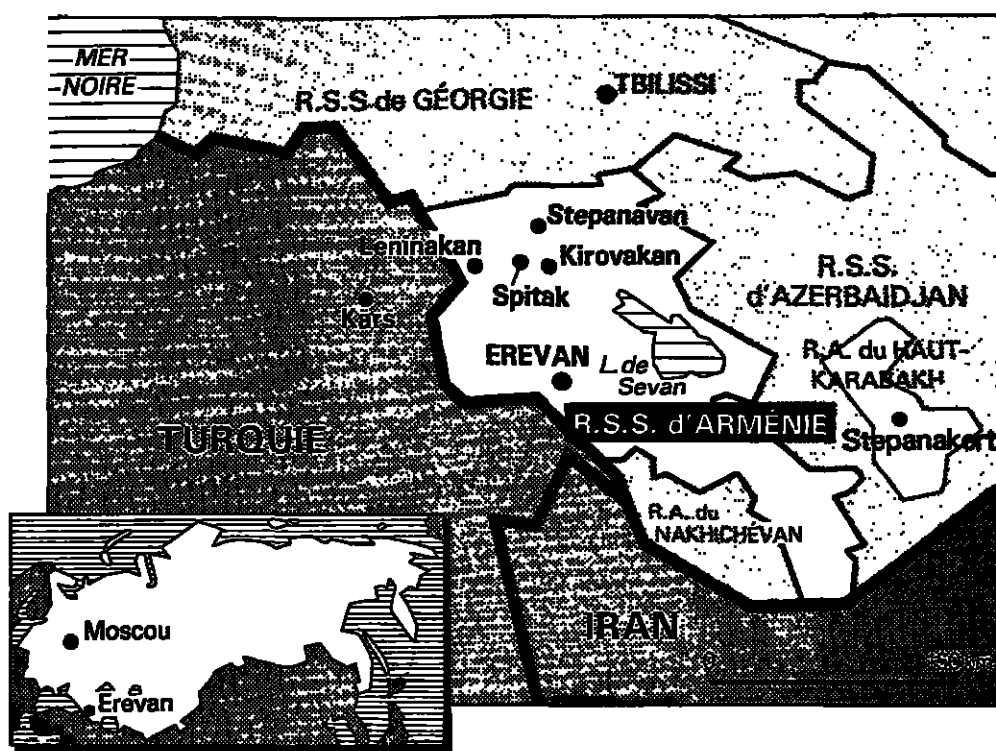 MER
NOIRE
R.S.S. de GÉORGIE
TBILISSI
Stepanavan
Leninakan
Kirovakan
Spitak
Kars
R.S.S.
d'AZERBAIDJAN
R.A. du HAUT-
KARABAKH
EREVAN
L. de
Sevan
R.S.S. d'ARMÉNIE
Stepanakert
TURQUIE
R.A. du
NAKHICHÉVAN
IRAN
Moscou
Erevan
0